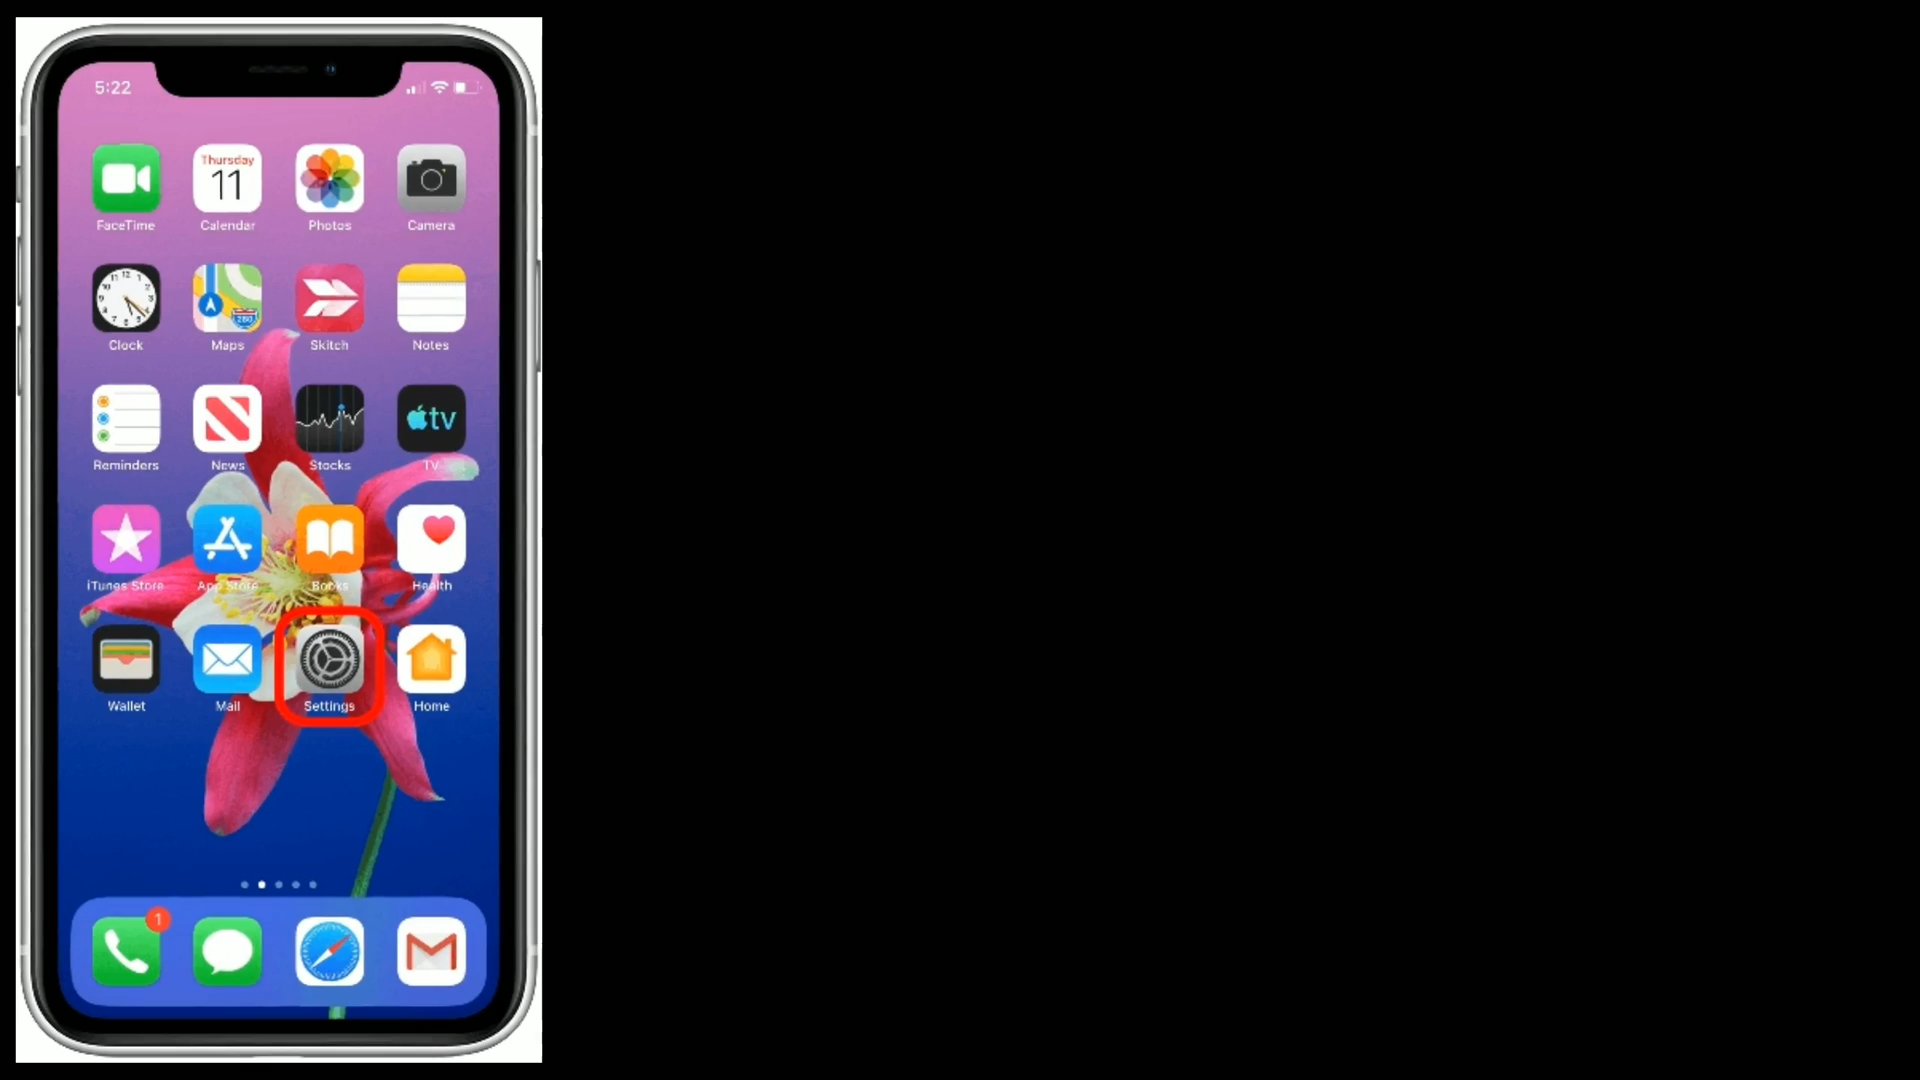 5:22
Thursday
11
FaceTime
Calendar
Photos
Camera
280
Clock
Maps
Skitch
Notes
tv
Reminders
News
Stocks
TV
iTunes Store
App Store
Books
Health
Wallet
Mail
Settings
Home
1